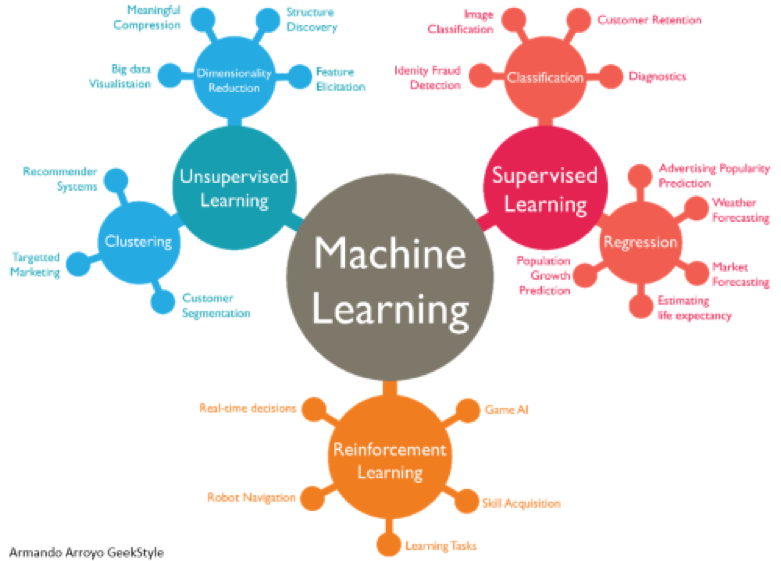 Meaningful
Compression
Structure
Discovery
Big data
Visualistaion
Dimensionality
Reduction
Feature
Elicitation
Recommender
Systems
Unsupervised
Learning
Clustering
Targetted
Marketing
Customer
Segmentation
Machine
Learning
Image
Classification
Customer Retention
Idenity Fraud
Detection
Classification
Diagnostics
Supervised
Learning
Advertising Popularity
Prediction
Weather
Forecasting
Regression
Population
Growth
Prediction
Market
Forecasting
Estimating
life expectancy
Real-time decisions
Game AI
Reinforcement
Learning
Robot Navigation
Skill Acquisition
Learning Tasks
Armando Arroyo GeekStyle